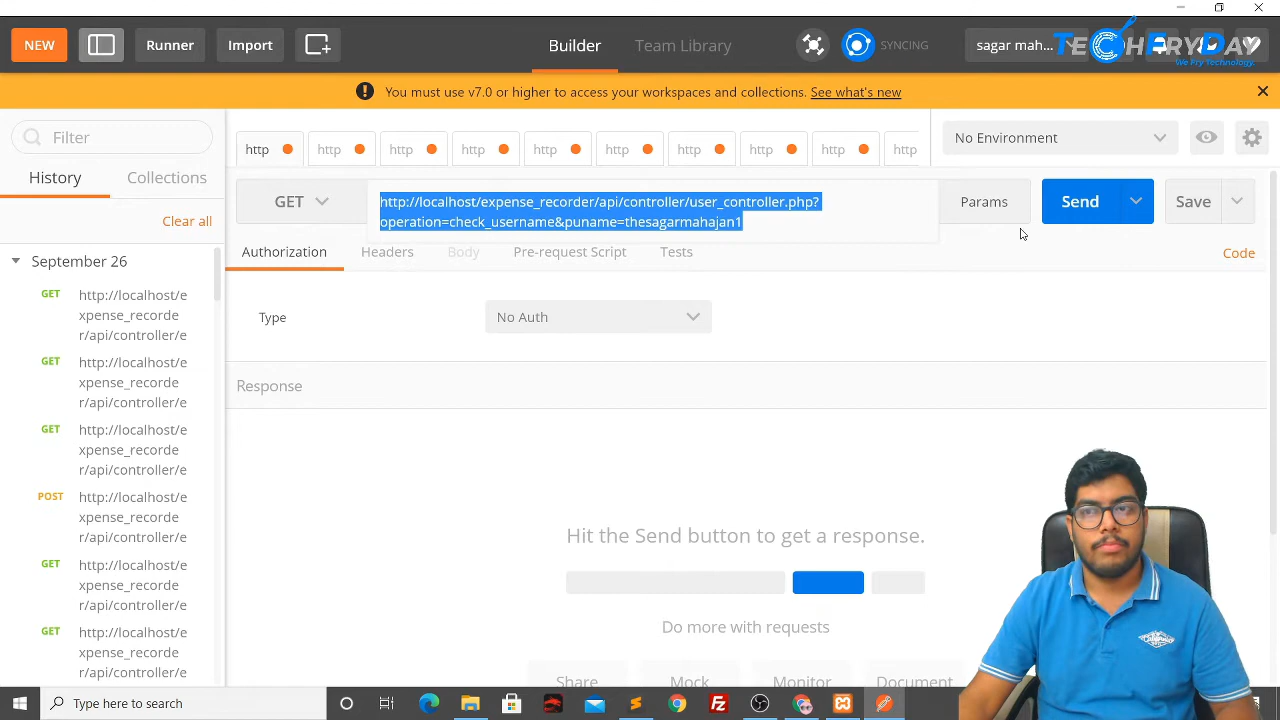 NEW
Runner
Import
Builder
Team Library
SYNCING
sagar mah...
TECHERYDAY
We Fry Technology.
You must use v7.0 or higher to access your workspaces and collections. See what's new
Filter
History
Collections
Clear all
September 26
GET
http://localhost/e
xpense_recorde
r/api/controller/e
GET
http://localhost/e
xpense_recorde
r/api/controller/e
GET
http://localhost/e
xpense_recorde
r/api/controller/e
POST
http://localhost/e
xpense_recorde
r/api/controller/e
GET
http://localhost/e
xpense_recorde
r/api/controller/e
GET
http://localhost/e
xpense_recorde
r/api/controller/e
http
http
http
http
http
http
http
http
http
http
No Environment
GET
http://localhost/expense_recorder/api/controller/user_controller.php?
operation=check_username&puname=thesagarmahajan1
Params
Send
Save
Authorization
Headers
Body
Pre-request Script
Tests
Code
Type
No Auth
Response
Hit the Send button to get a response.
Do more with requests
Share
Mock
Monitor
Document
Type here to search